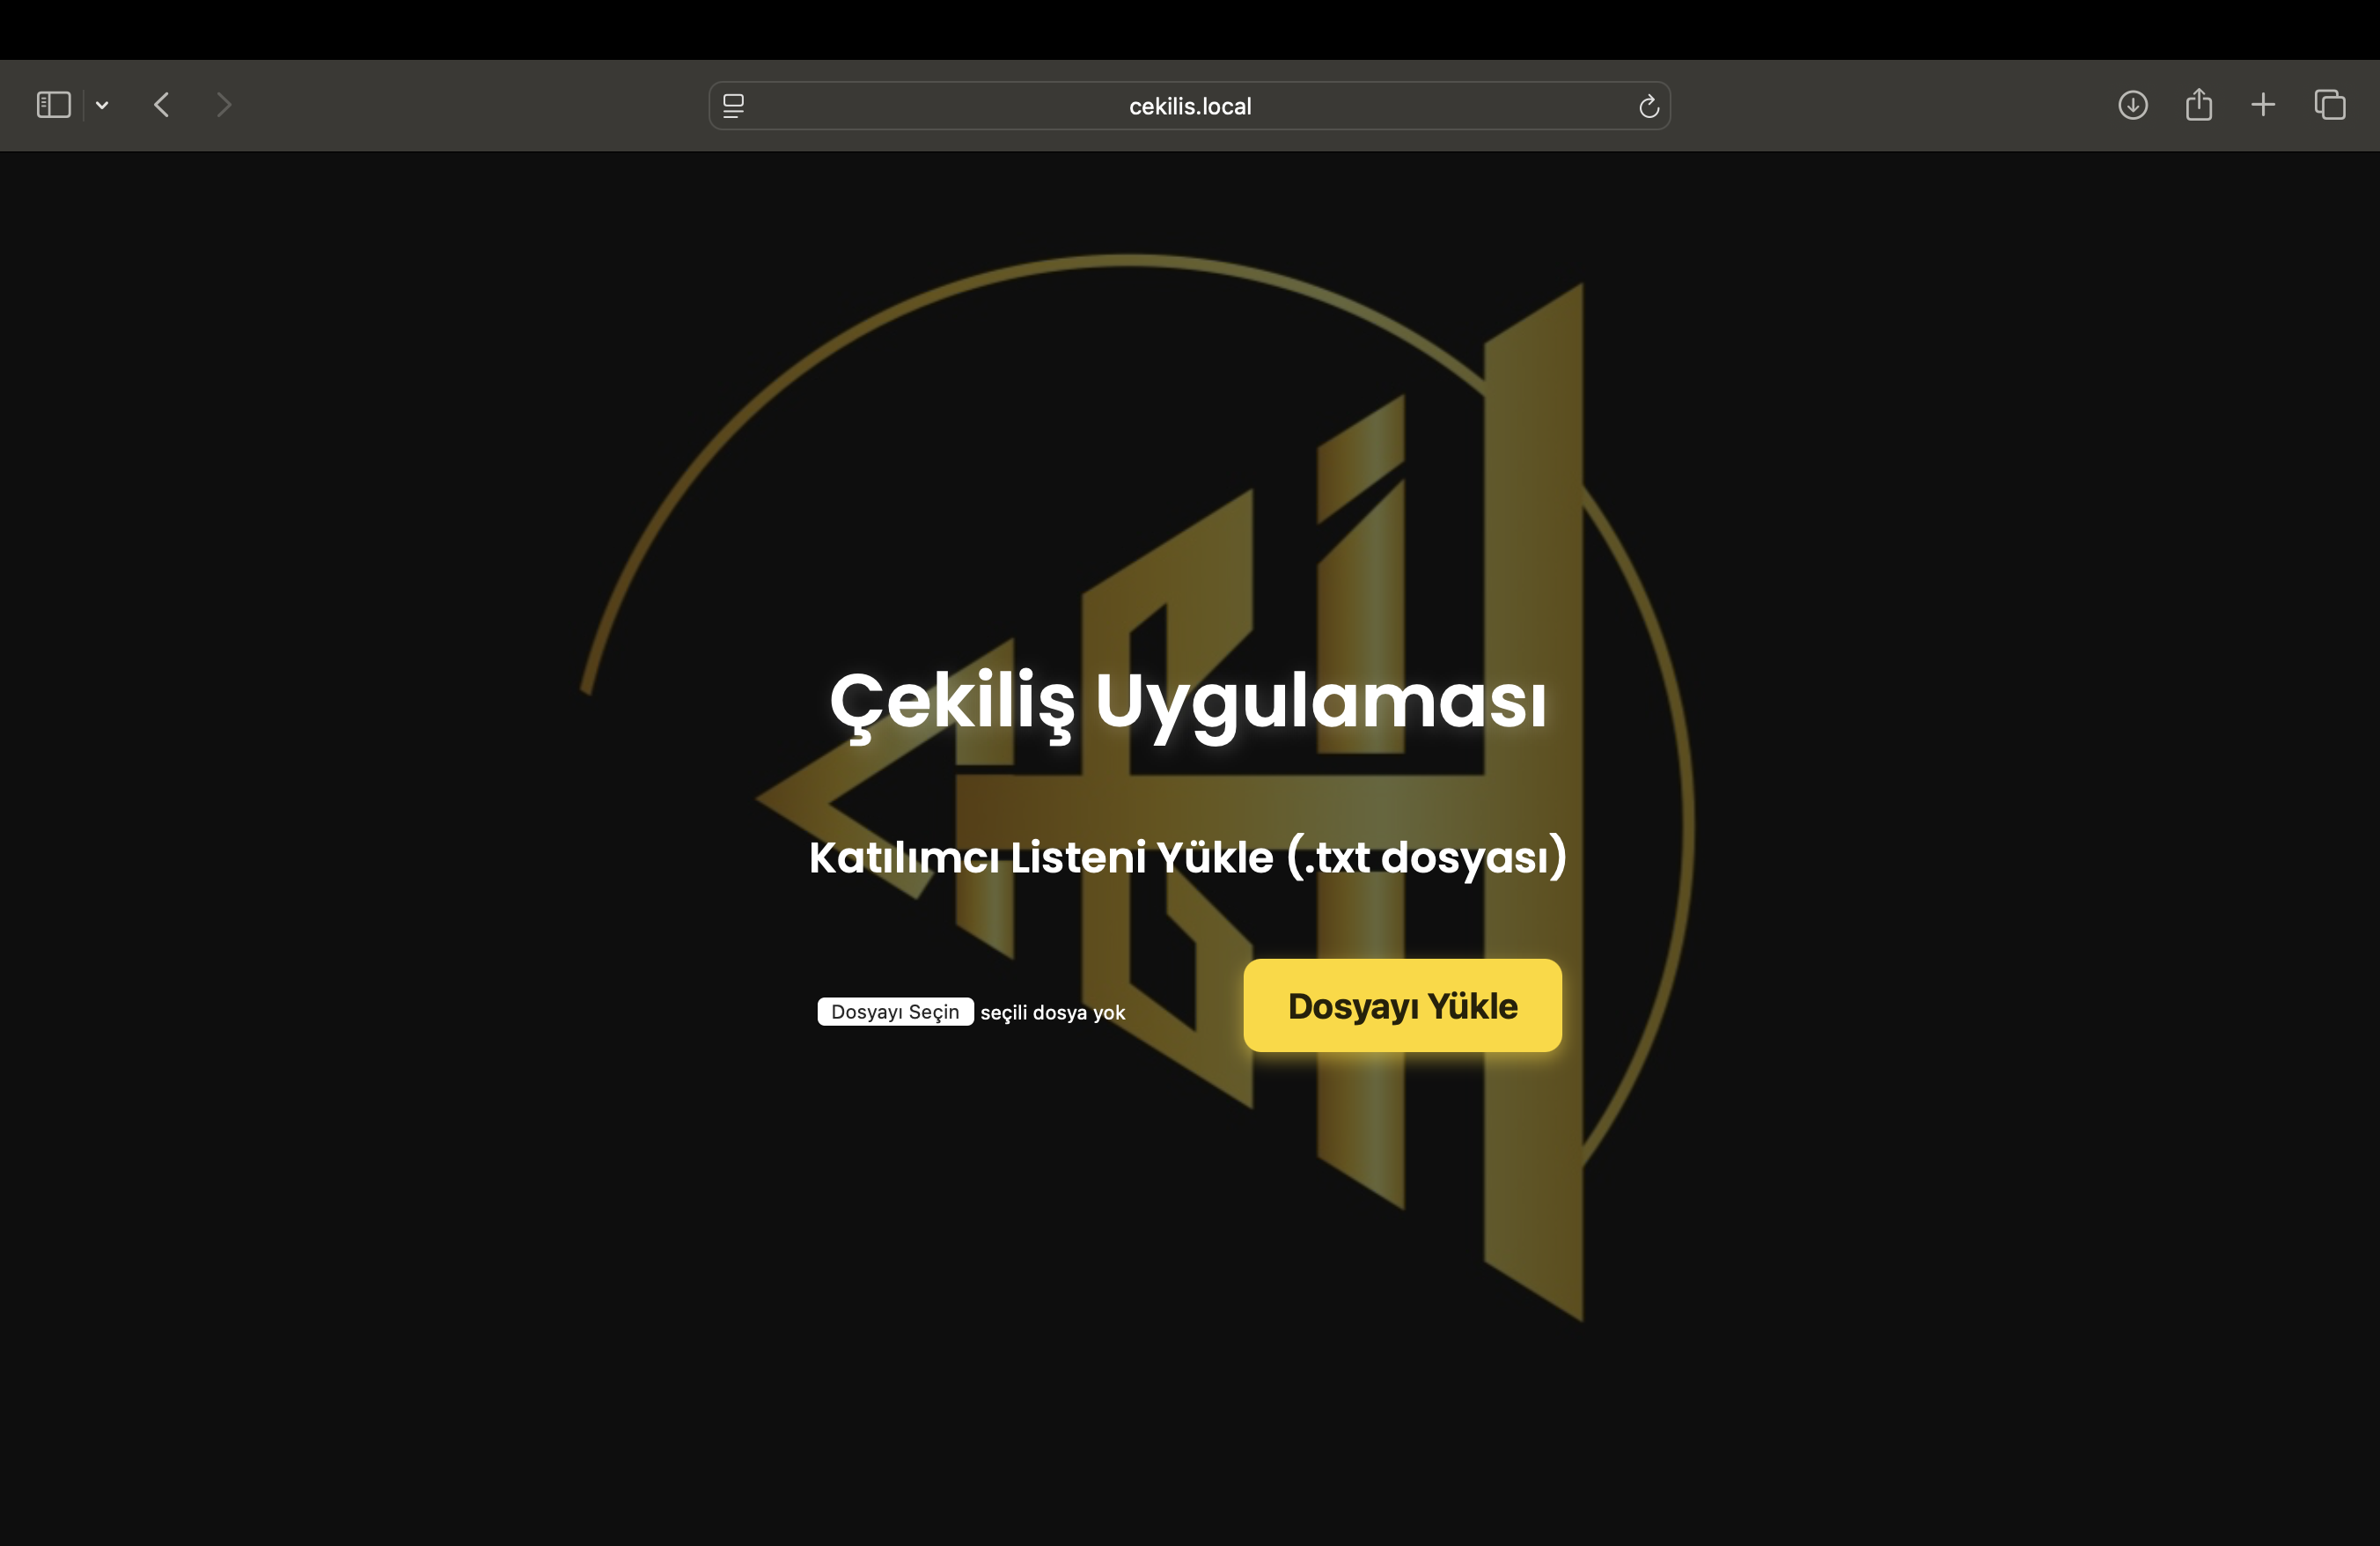 cekilis.local
Çekiliş Uygulaması
Katılımcı Listeni Yükle (.txt dosyası)
Dosyayı Seçin seçili dosya yok
Dosyayı Yükle